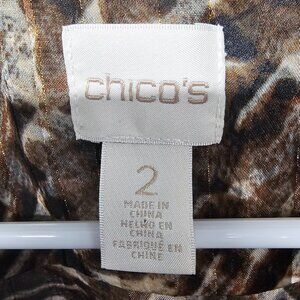 chico's
2
MADE IN
CHINA
HECHO EN
CHINA
FABRIQUÉ EN
CHINE